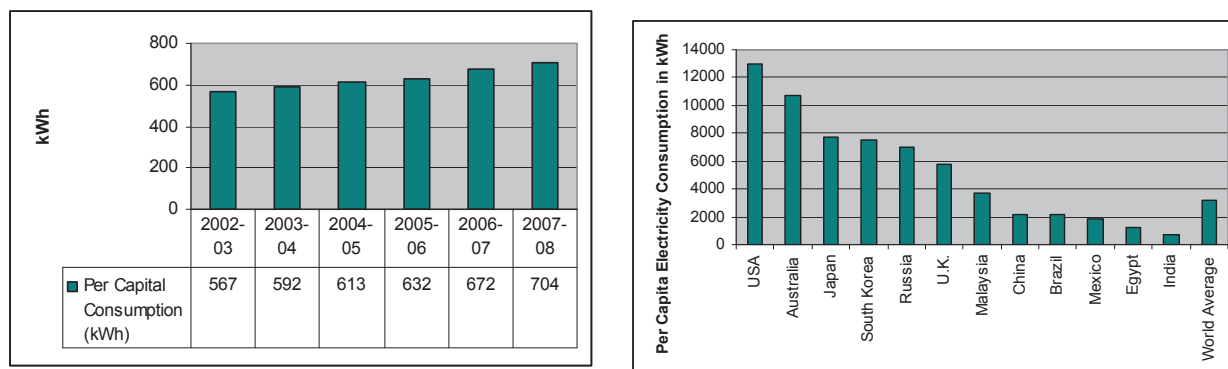 800
600
400
200
0
kWh
2002-03 2003-04 2004-05 2005-06 2006-07 2007-08
Per Capital Consumption (kWh) 567 592 613 632 672 704
Per Capita Electricity Consumption in kWh
14000
12000
10000
8000
6000
4000
2000
0
USA
Australia
Japan
South Korea
Russia
U.K.
Malaysia
China
Brazil
Mexico
Egypt
India
World Average